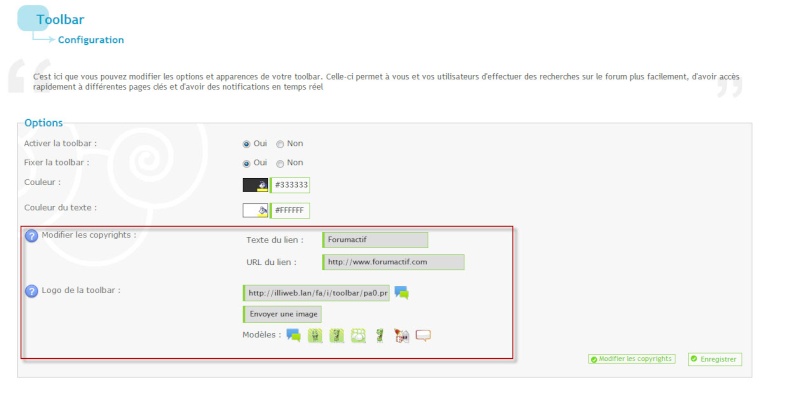 Toolbar
Configuration
C'est ici que vous pouvez modifier les options et apparences de votre toolbar. Celle-ci permet à vous et vos utilisateurs d'effectuer des recherches sur le forum plus facilement, d'avoir accès
rapidement à différentes pages clés et d'avoir des notifications en temps réel
Options
Activer la toolbar : Oui Non
Fixer la toolbar : Oui Non
Couleur : #333333
Couleur du texte : #FFFFFF
Modifier les copyrights : Texte du lien : Forumactif
URL du lien : http://www.forumactif.com
Logo de la toolbar : http://illiweb.lan/fa/i/toolbar/pa0.pr
Envoyer une image
Modèles :
Modifier les copyrights Enregistrer